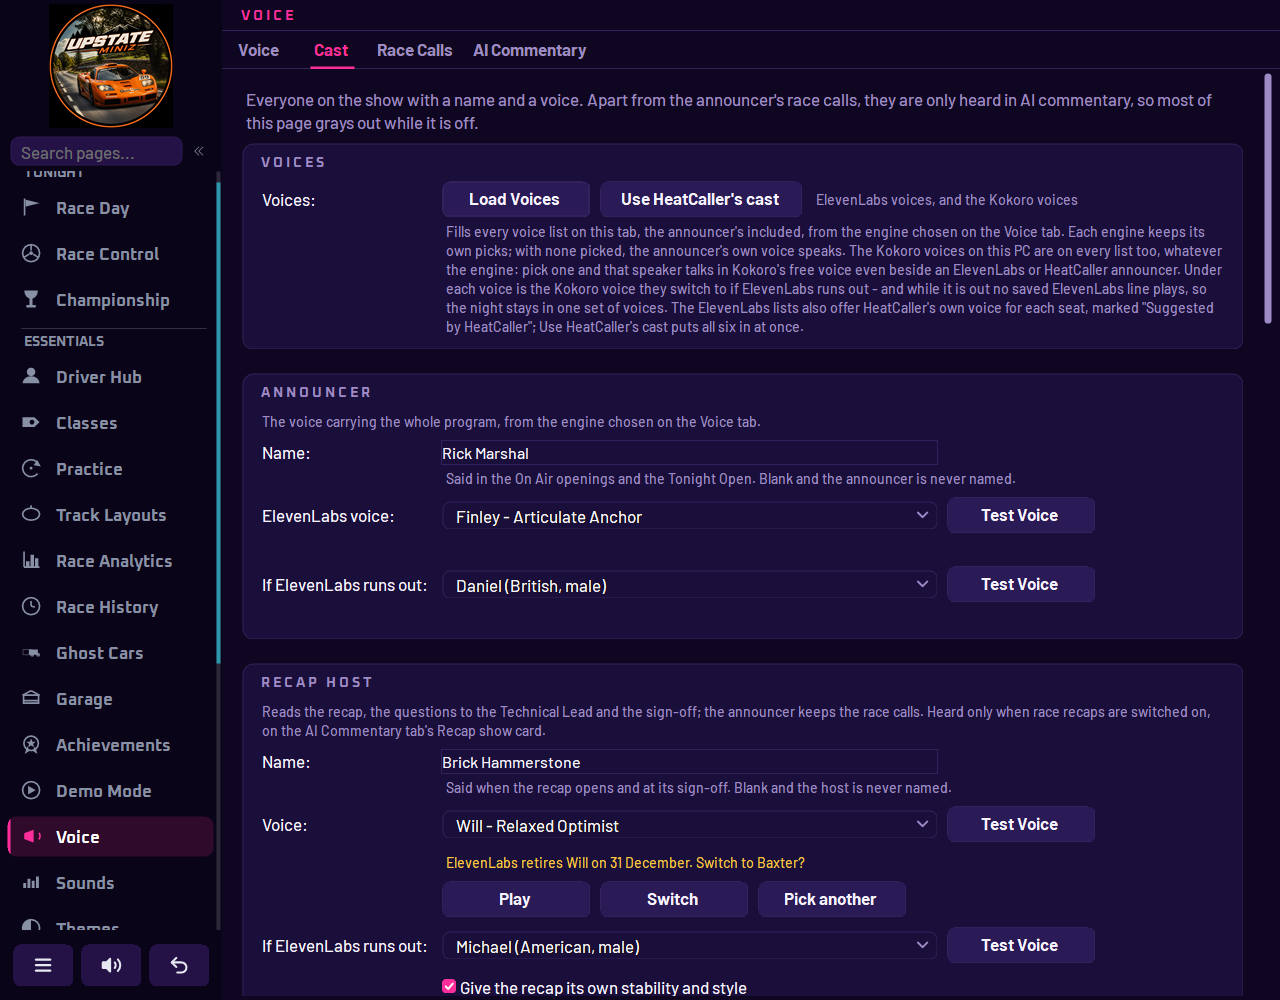 UPSTATE
MINIZ
Search pages...
TONIGHT
Race Day
Race Control
Championship
ESSENTIALS
Driver Hub
Classes
Practice
Track Layouts
Race Analytics
Race History
Ghost Cars
Garage
Achievements
Demo Mode
Voice
Sounds
Themes
VOICE
Voice Cast Race Calls AI Commentary
Everyone on the show with a name and a voice. Apart from the announcer's race calls, they are only heard in AI commentary, so most of
this page grays out while it is off.
VOICES
Voices: Load Voices Use HeatCaller's cast ElevenLabs voices, and the Kokoro voices
Fills every voice list on this tab, the announcer's included, from the engine chosen on the Voice tab. Each engine keeps its
own picks; with none picked, the announcer's own voice speaks. The Kokoro voices on this PC are on every list too, whatever
the engine: pick one and that speaker talks in Kokoro's free voice even beside an ElevenLabs or HeatCaller announcer. Under
each voice is the Kokoro voice they switch to if ElevenLabs runs out - and while it is out no saved ElevenLabs line plays, so
the night stays in one set of voices. The ElevenLabs lists also offer HeatCaller's own voice for each seat, marked "Suggested
by HeatCaller"; Use HeatCaller's cast puts all six in at once.
ANNOUNCER
The voice carrying the whole program, from the engine chosen on the Voice tab.
Name: Rick Marshal
Said in the On Air openings and the Tonight Open. Blank and the announcer is never named.
ElevenLabs voice: Finley - Articulate Anchor Test Voice
If ElevenLabs runs out: Daniel (British, male) Test Voice
RECAP HOST
Reads the recap, the questions to the Technical Lead and the sign-off; the announcer keeps the race calls. Heard only when race recaps are switched on,
on the AI Commentary tab's Recap show card.
Name: Brick Hammerstone
Said when the recap opens and at its sign-off. Blank and the host is never named.
Voice: Will - Relaxed Optimist Test Voice
ElevenLabs retires Will on 31 December. Switch to Baxter?
Play Switch Pick another
If ElevenLabs runs out: Michael (American, male) Test Voice
Give the recap its own stability and style